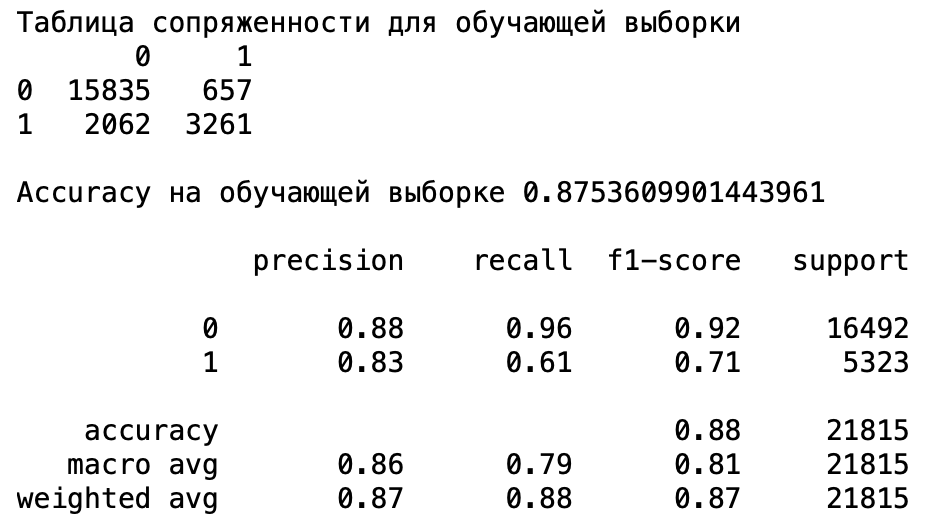 Таблица сопряженности для обучающей выборки
0 1
0 15835 657
1 2062 3261
Accuracy на обучающей выборке 0.8753609901443961
precision recall f1-score support
0 0.88 0.96 0.92 16492
1 0.83 0.61 0.71 5323
accuracy 0.88 21815
macro avg 0.86 0.79 0.81 21815
weighted avg 0.87 0.88 0.87 21815